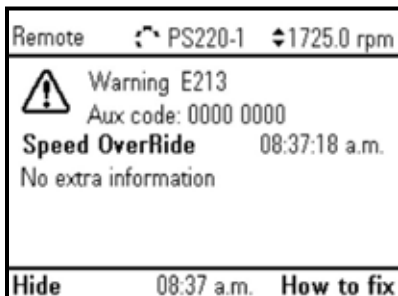 Remote PS220-1 1725.0 rpm
Warning E213
Aux code: 0000 0000
Speed OverRide 08:37:18 a.m.
No extra information
Hide 08:37 a.m. How to fix